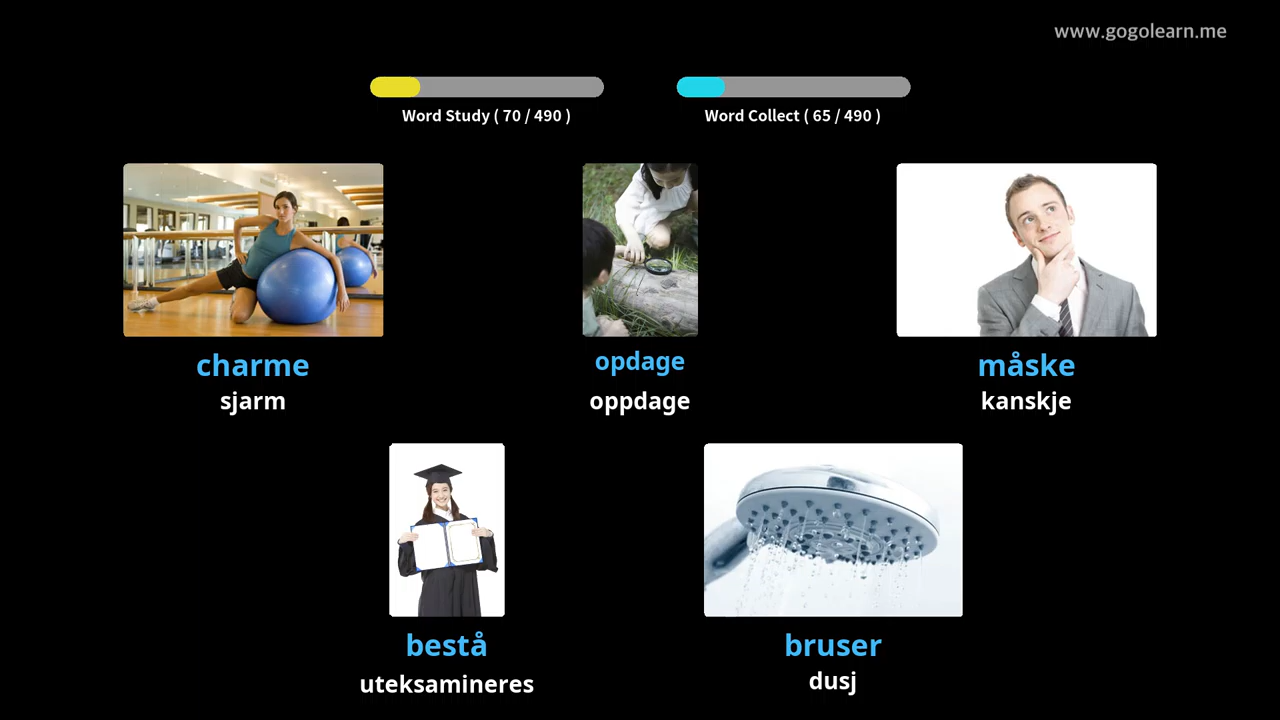 www.gogolearn.me
Word Study ( 70 / 490 )
Word Collect ( 65 / 490 )
charme
sjarm
opdage
oppdage
måske
kanskje
bestå
uteksamineres
bruser
dusj